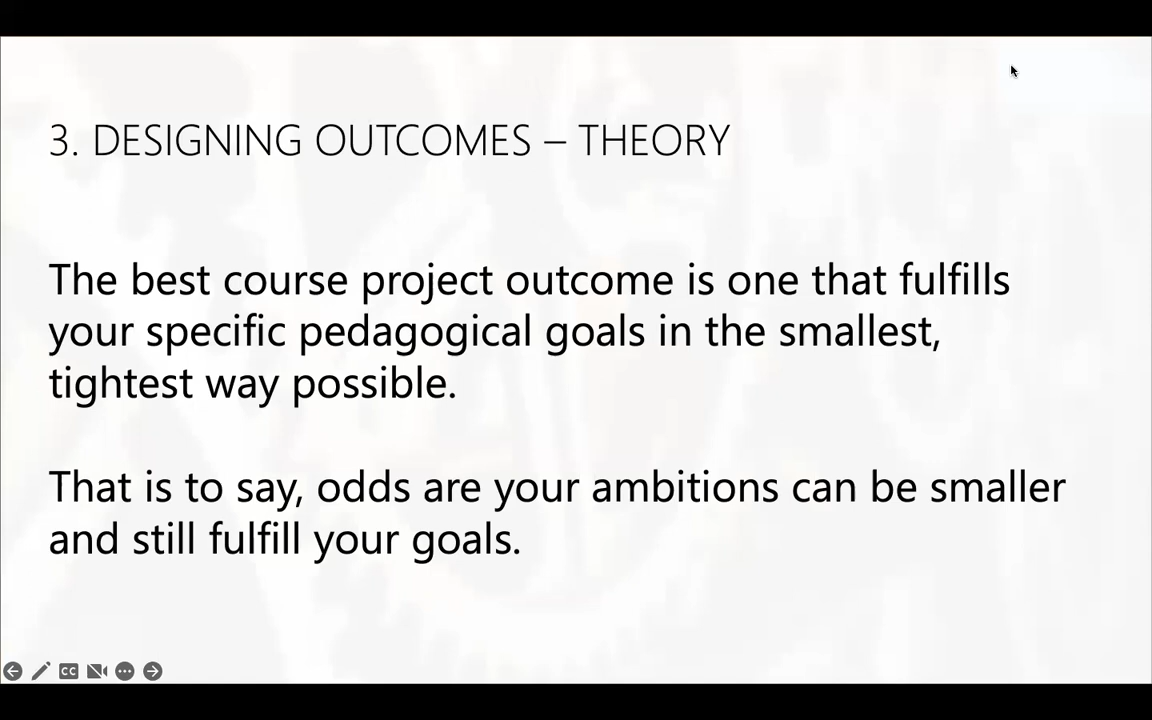 3. DESIGNING OUTCOMES – THEORY
The best course project outcome is one that fulfills
your specific pedagogical goals in the smallest,
tightest way possible.
That is to say, odds are your ambitions can be smaller
and still fulfill your goals.
CC